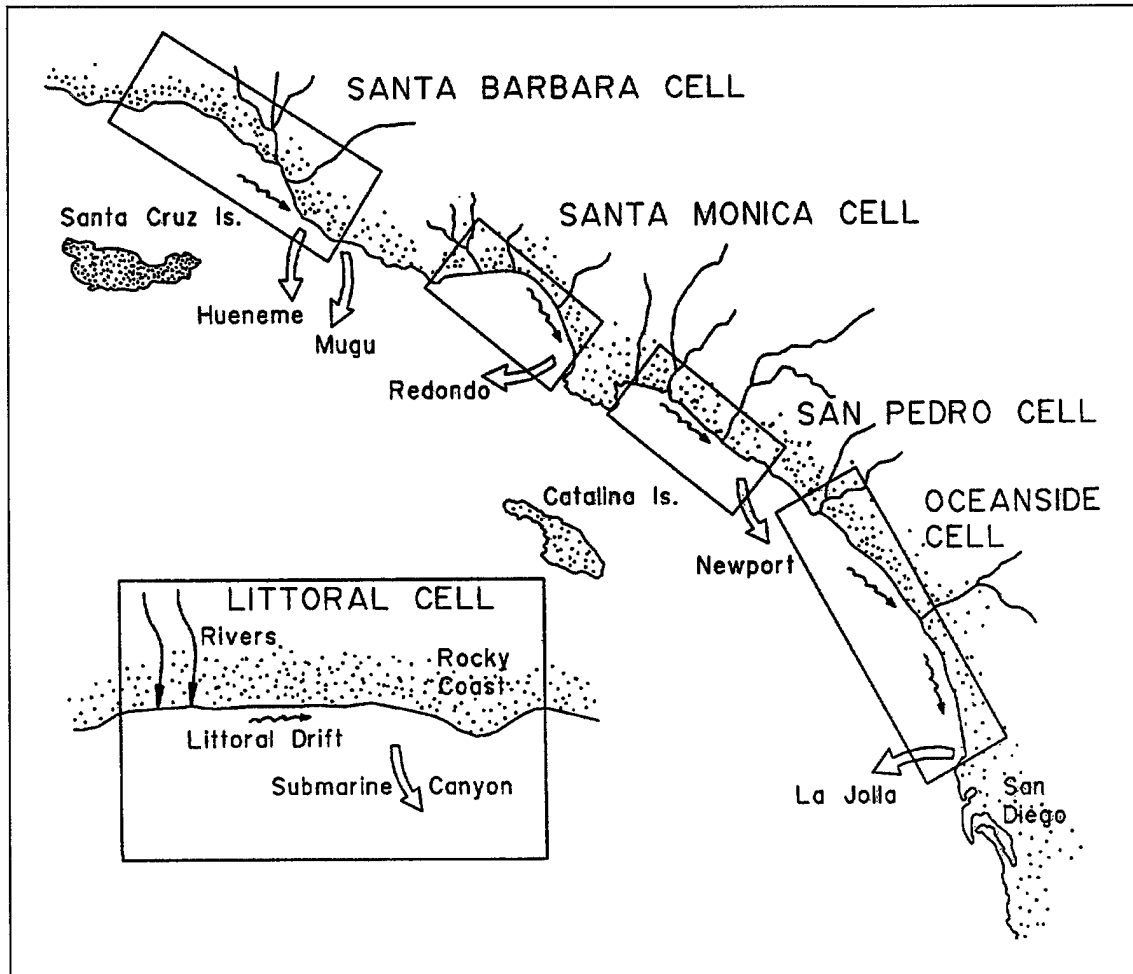 SANTA BARBARA CELL
Santa Cruz Is.
SANTA MONICA CELL
Hueneme
Mugu
Redondo
SAN PEDRO CELL
Catalina Is.
OCEANSIDE
CELL
Newport
LITTORAL CELL
Rivers
Rocky
Coast
Littoral Drift
Submarine Canyon
La Jolla
San
Diego